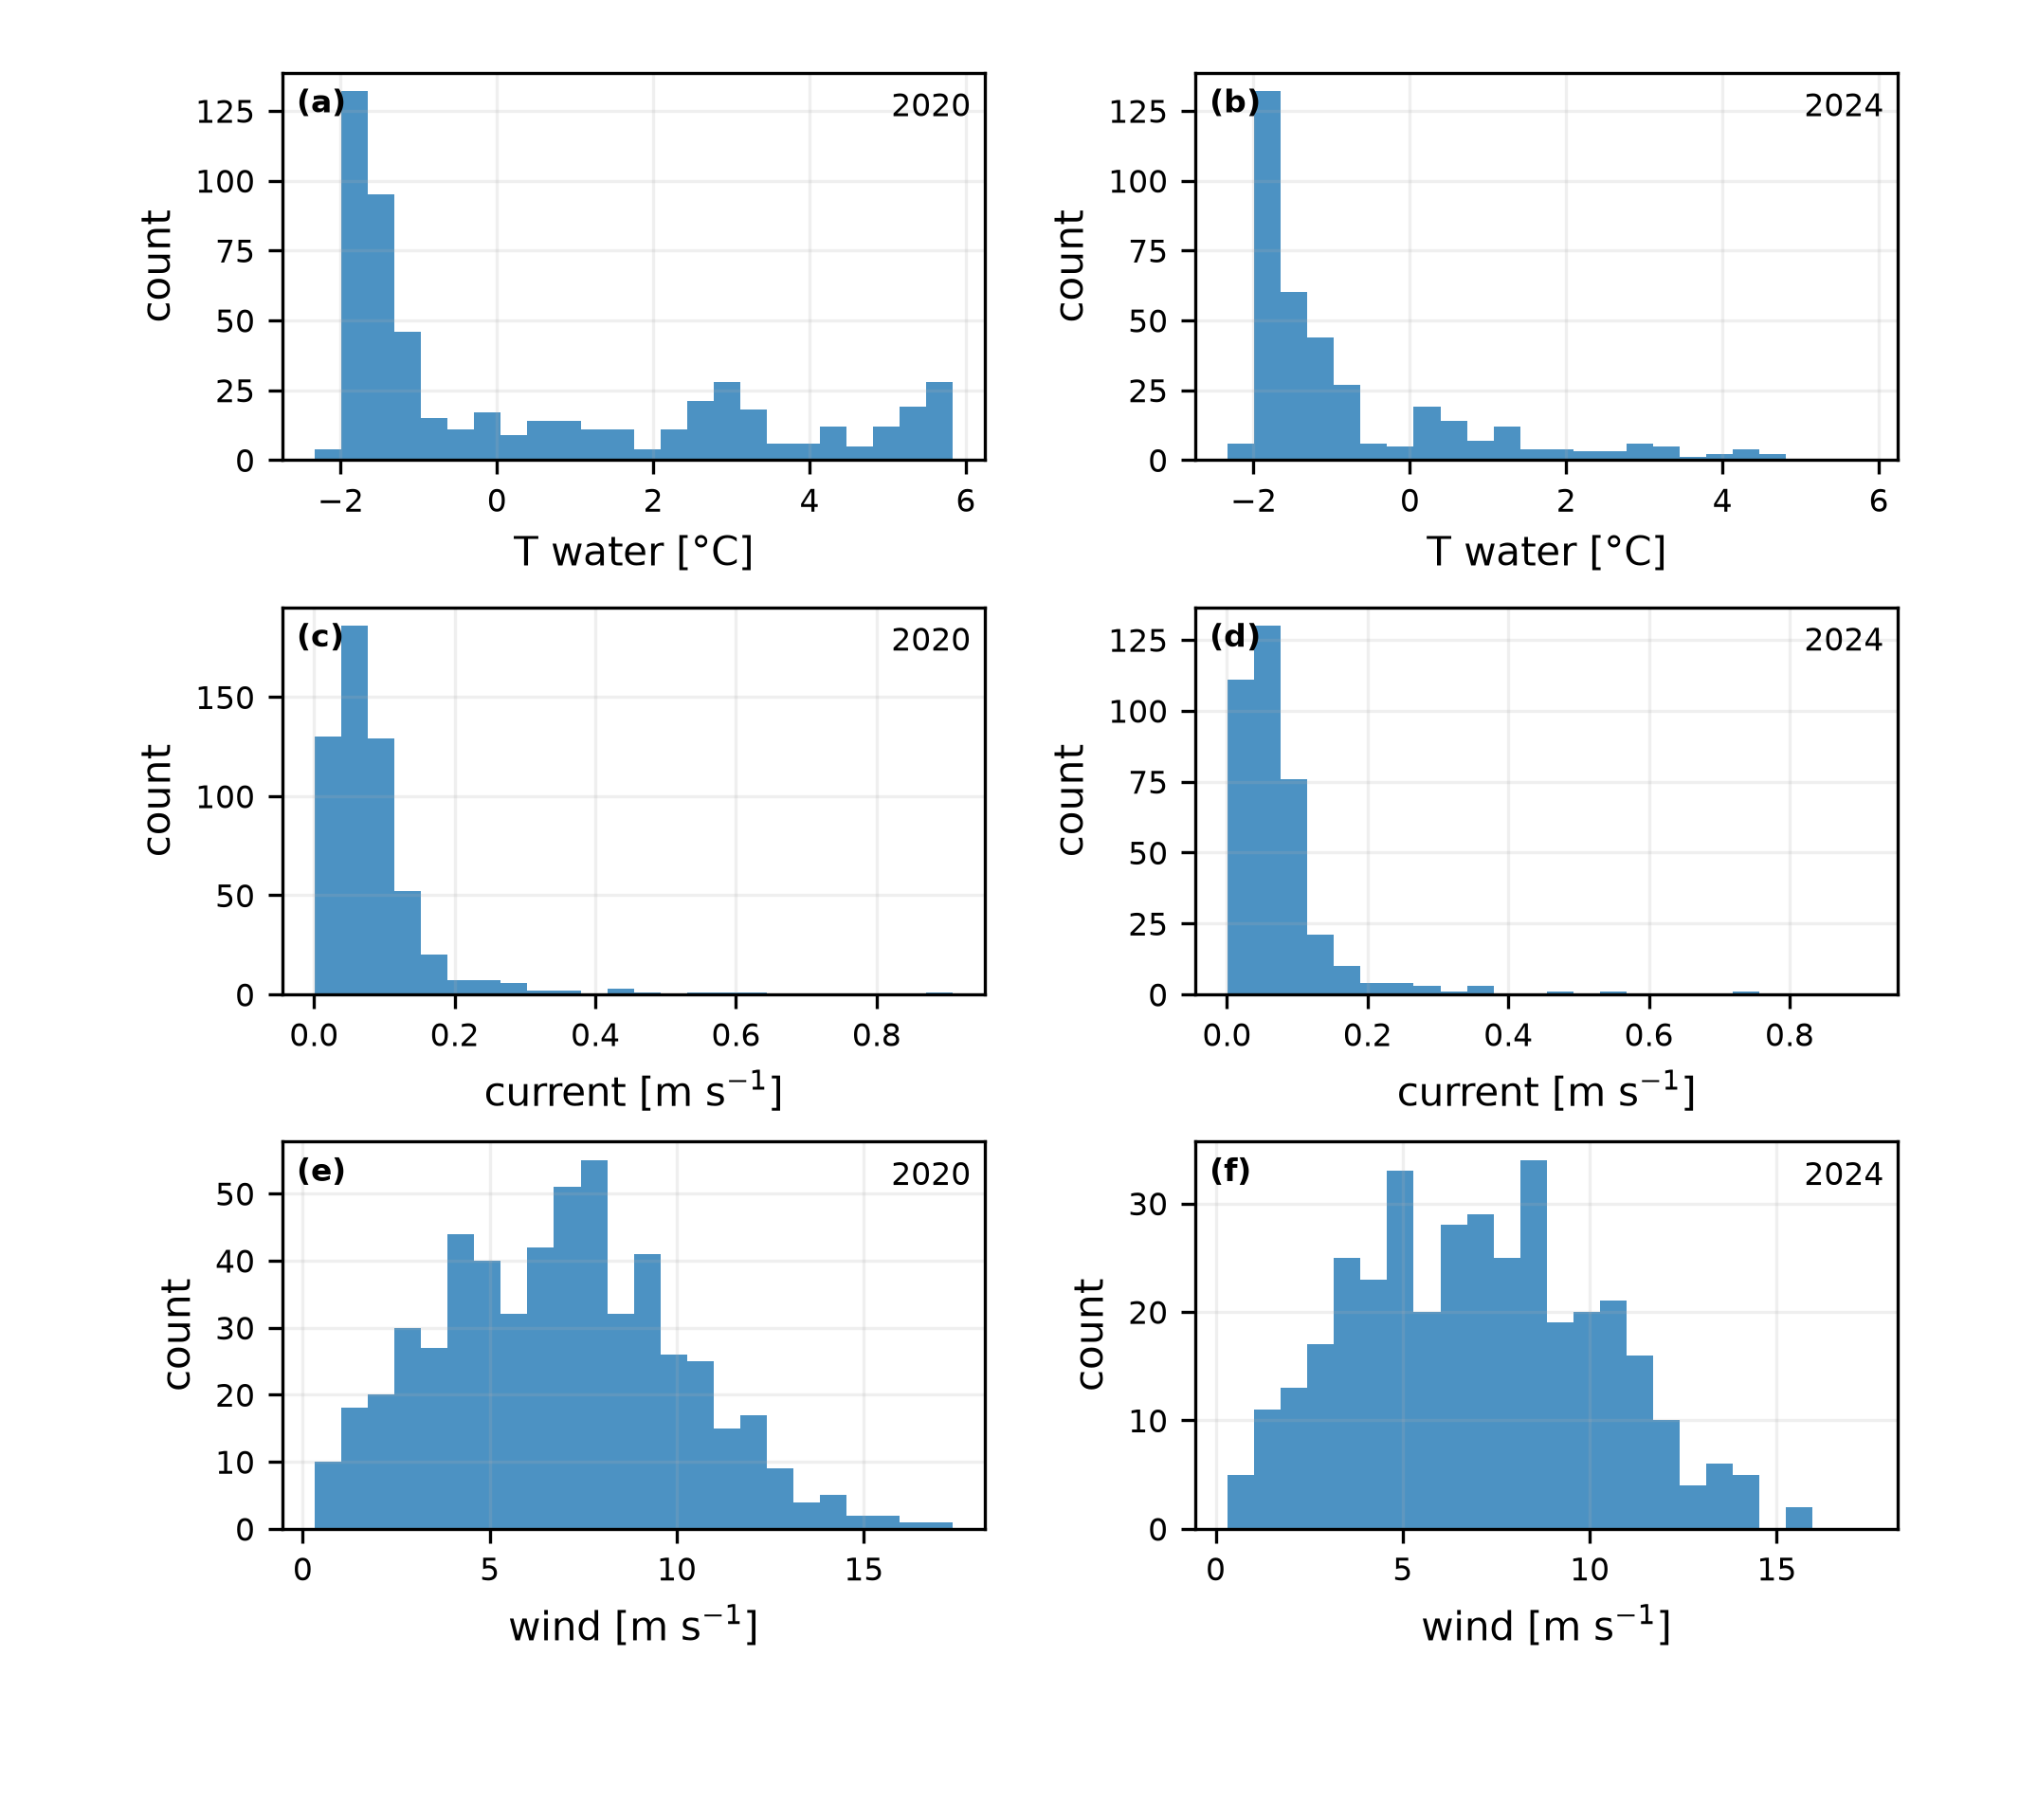 (a) 2020
count
125
100
75
50
25
0
−2 0 2 4 6
T water [°C]
(b) 2024
count
125
100
75
50
25
0
−2 0 2 4 6
T water [°C]
(c) 2020
count
150
100
50
0
0.0 0.2 0.4 0.6 0.8
current [m s⁻¹]
(d) 2024
count
125
100
75
50
25
0
0.0 0.2 0.4 0.6 0.8
current [m s⁻¹]
(e) 2020
count
50
40
30
20
10
0
0 5 10 15
wind [m s⁻¹]
(f) 2024
count
30
20
10
0
0 5 10 15
wind [m s⁻¹]